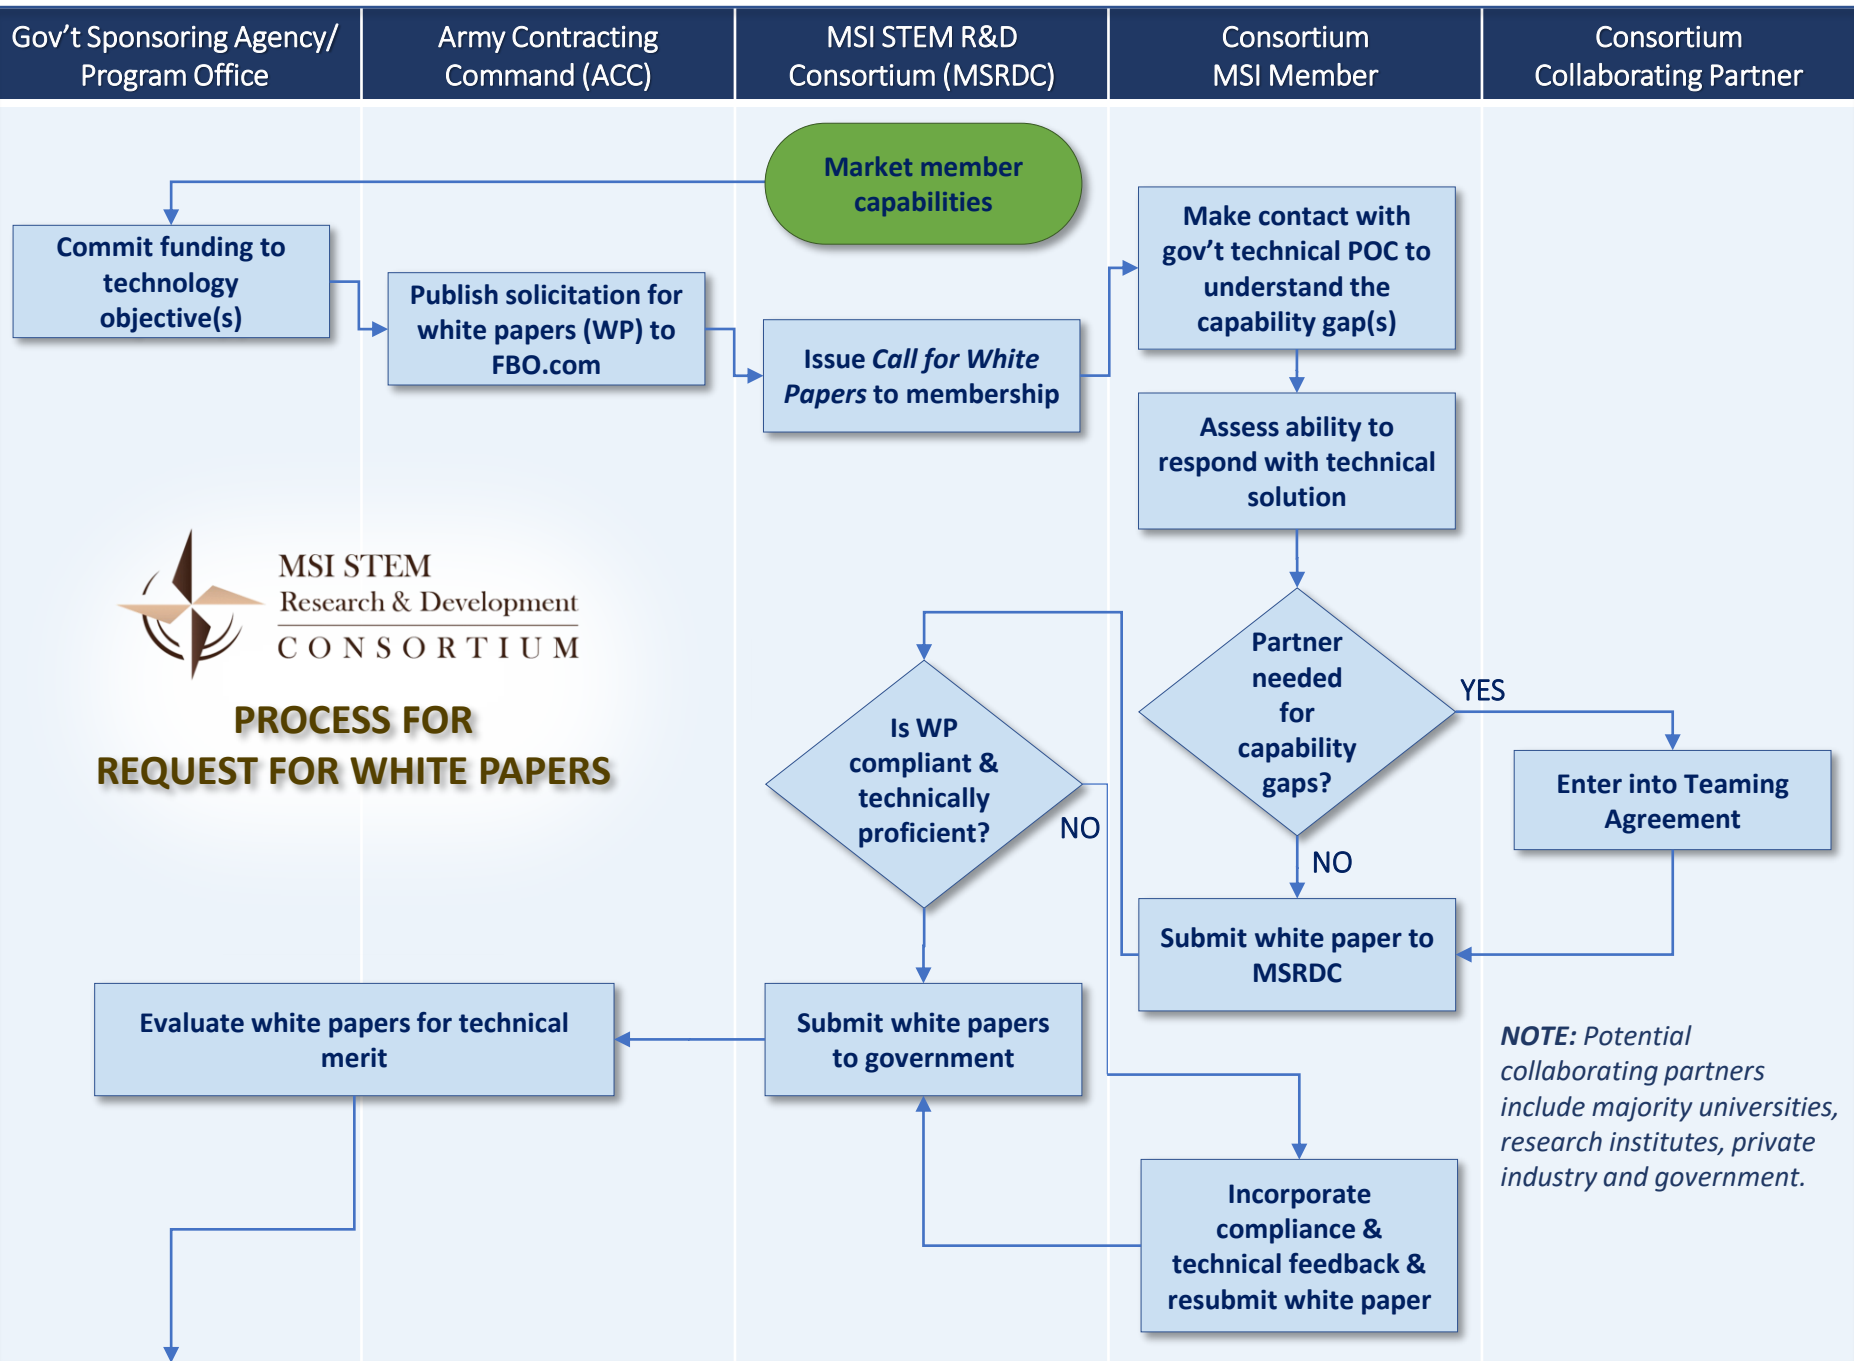 Gov't Sponsoring Agency/
Program Office
Army Contracting
Command (ACC)
MSI STEM R&D
Consortium (MSRDC)
Consortium
MSI Member
Consortium
Collaborating Partner
Market member
capabilities
Commit funding to
technology
objective(s)
Publish solicitation for
white papers (WP) to
FBO.com
Issue Call for White
Papers to membership
Make contact with
gov't technical POC to
understand the
capability gap(s)
Assess ability to
respond with technical
solution
MSI STEM
Research & Development
CONSORTIUM
PROCESS FOR
REQUEST FOR WHITE PAPERS
Partner
needed
for
capability
gaps?
YES
NO
Enter into Teaming
Agreement
Submit white paper to
MSRDC
Is WP
compliant &
technically
proficient?
NO
Submit white papers
to government
Evaluate white papers for technical
merit
Incorporate
compliance &
technical feedback &
resubmit white paper
NOTE: Potential
collaborating partners
include majority universities,
research institutes, private
industry and government.